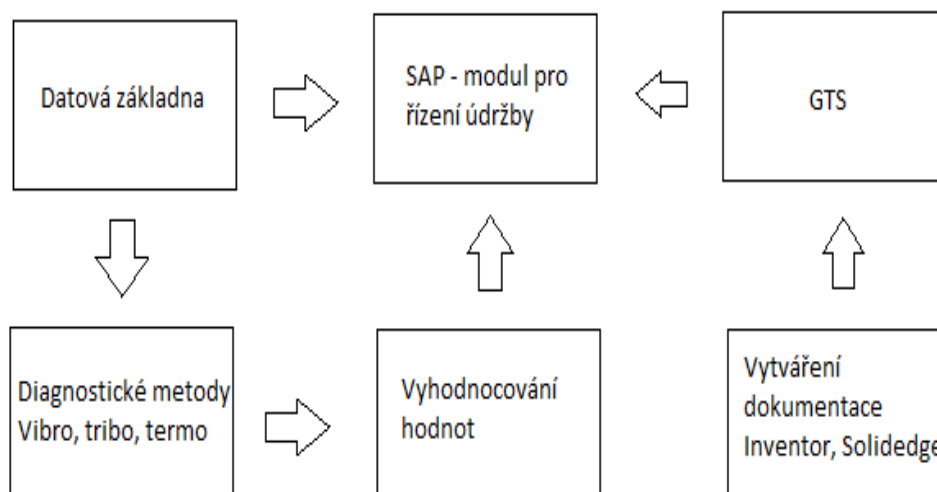 Datová základna
SAP - modul pro
řízení údržby
GTS
Diagnostické metody
Vibro, tribo, termo
Vyhodnocování
hodnot
Vytváření
dokumentace
Inventor, Solidedge